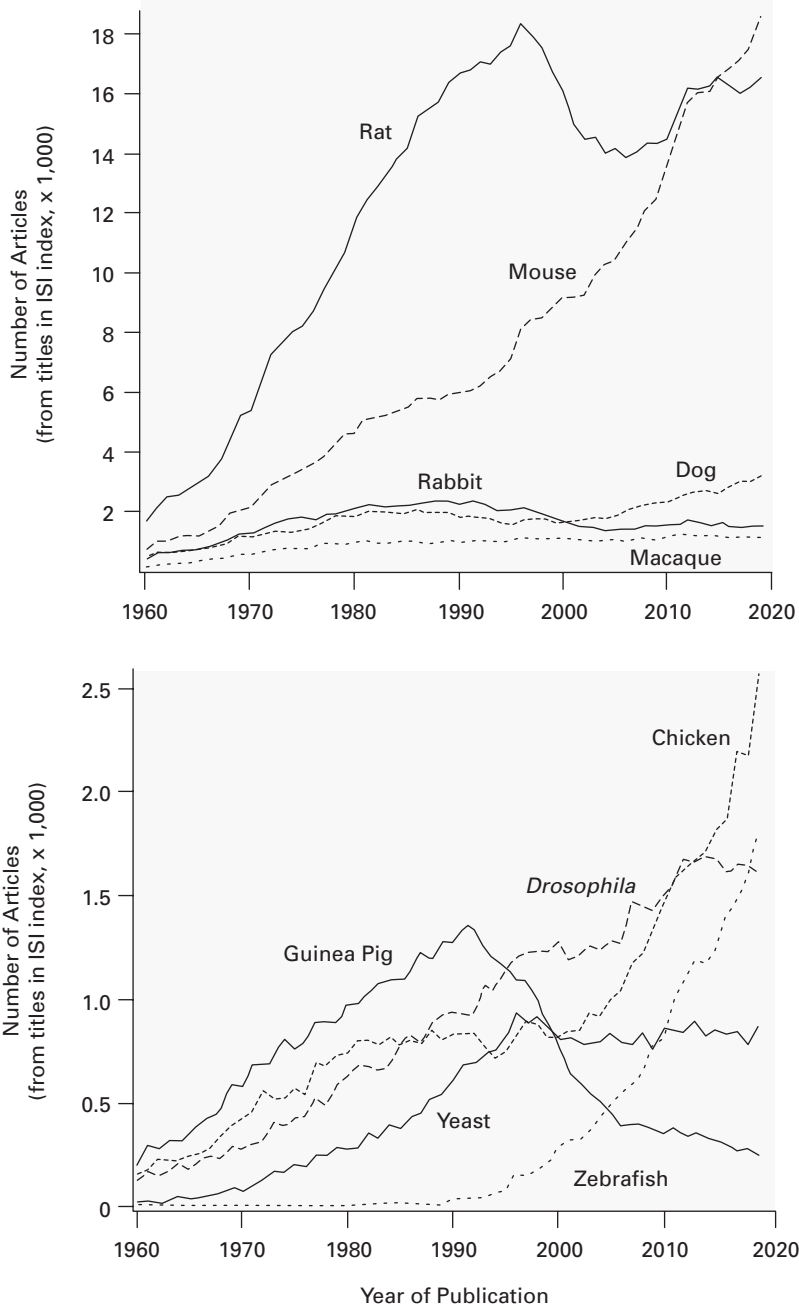 Number of Articles
(from titles in ISI index, x 1,000)
18
16
14
12
10
8
6
4
2
Rat
Mouse
Rabbit
Dog
Macaque
1960
1970
1980
1990
2000
2010
2020
Number of Articles
(from titles in ISI index, x 1,000)
2.5
2.0
1.5
1.0
0.5
0
Chicken
Drosophila
Guinea Pig
Yeast
Zebrafish
1960
1970
1980
1990
2000
2010
2020
Year of Publication